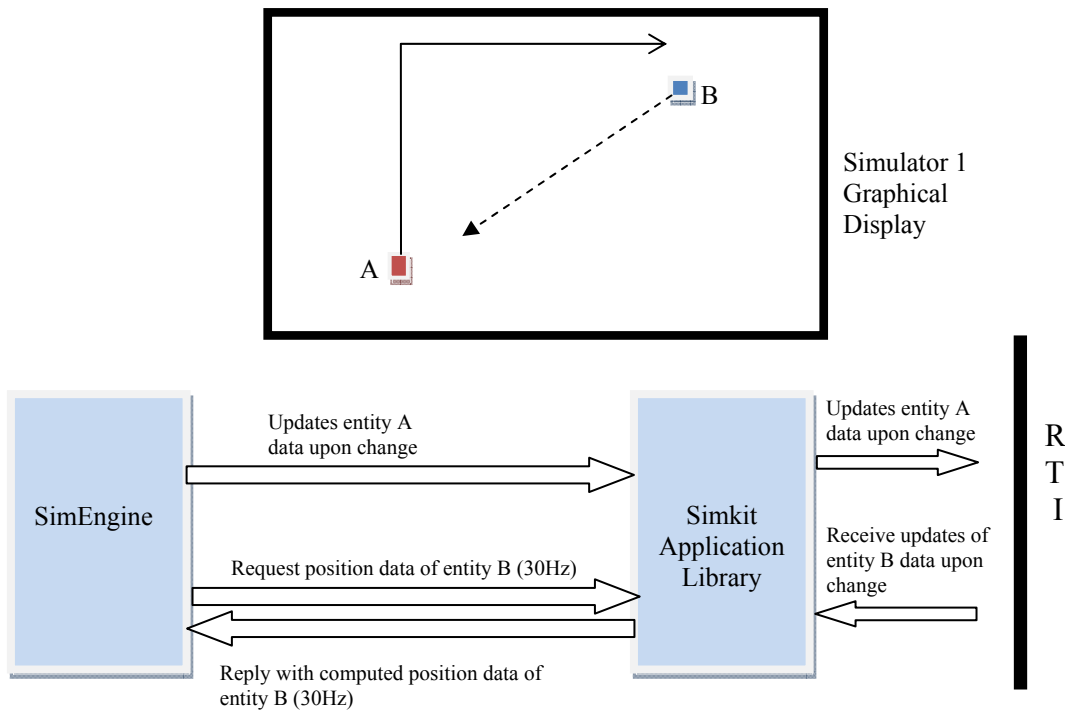 B
A
Simulator 1
Graphical
Display
Updates entity A
data upon change
Updates entity A
data upon change
R
T
I
SimEngine
Simkit
Application
Library
Request position data of entity B (30Hz)
Receive updates of
entity B data upon
change
Reply with computed position data of
entity B (30Hz)